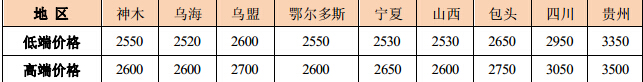 地 区 神木 乌海 乌盟 鄂尔多斯 宁夏 山西 包头 四川 贵州
低端价格 2550 2520 2600 2550 2530 2530 2650 2950 3350
高端价格 2600 2600 2700 2600 2650 2600 2750 3050 3500